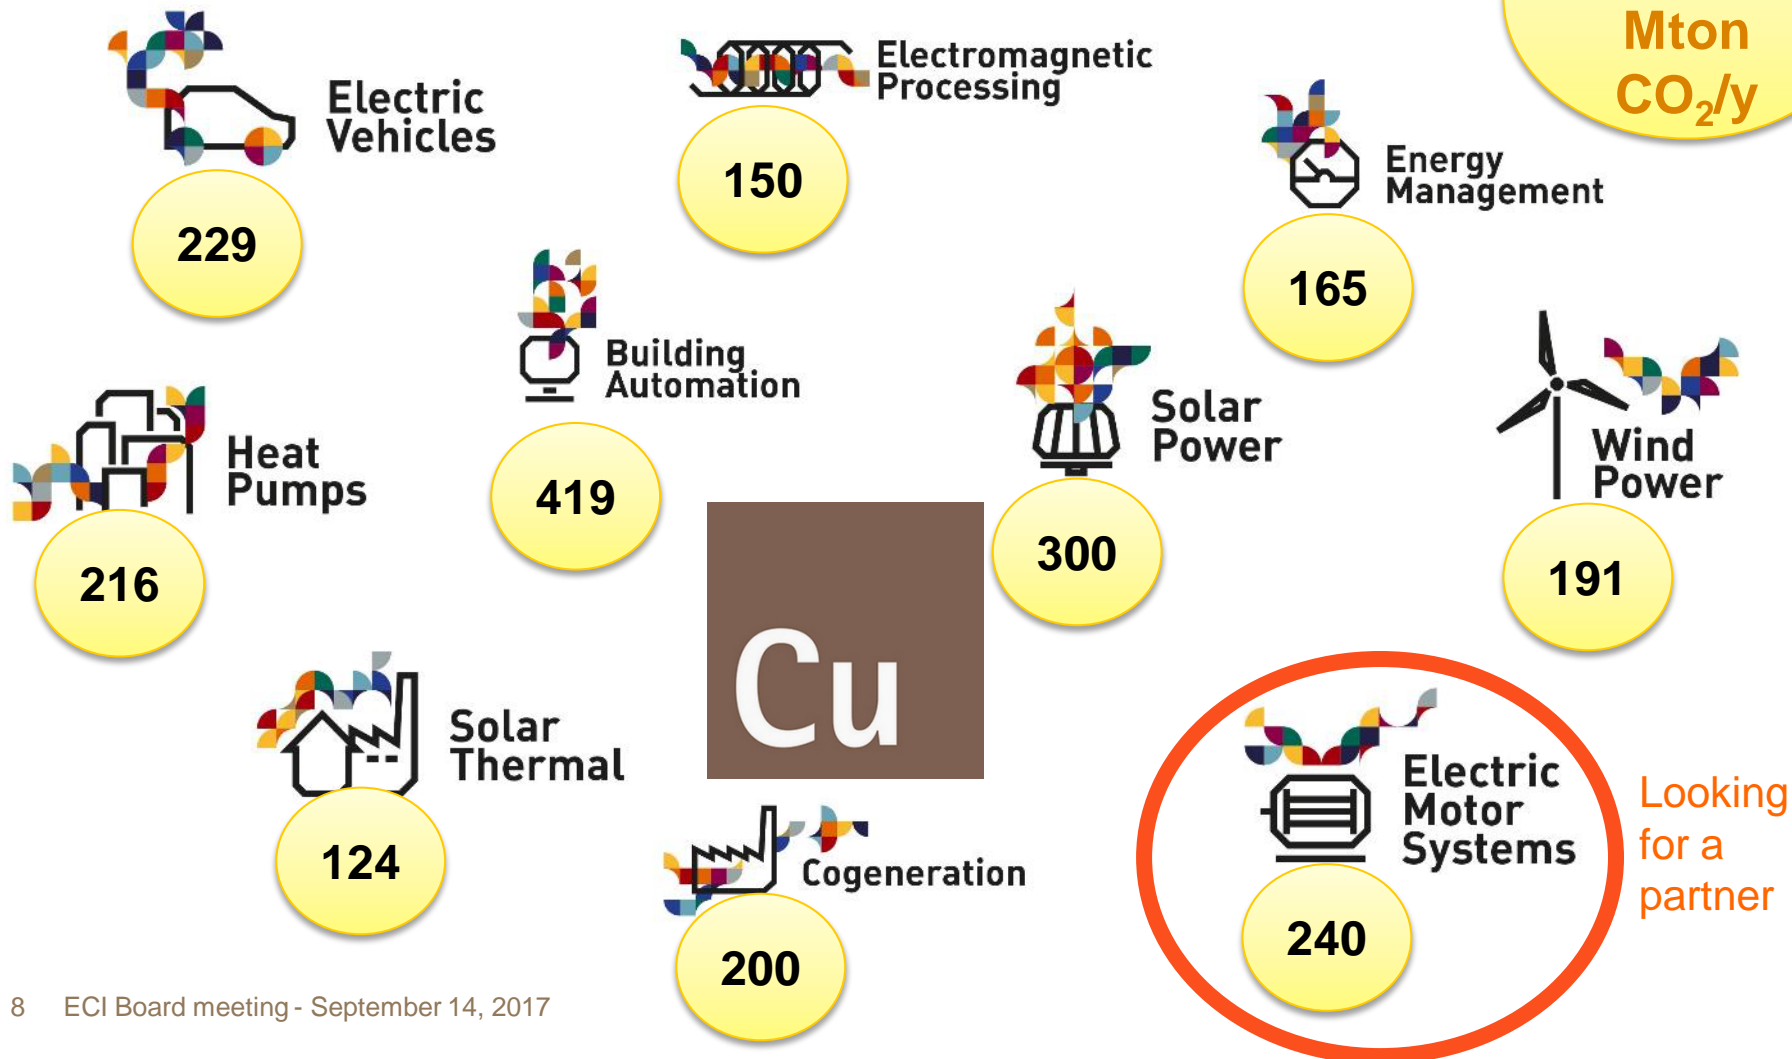 Mton
CO₂/y
Electric
Vehicles
229
Electromagnetic
Processing
150
Energy
Management
165
Building
Automation
419
Solar
Power
300
Wind
Power
191
Heat
Pumps
216
Cu
Solar
Thermal
124
Cogeneration
200
Electric
Motor
Systems
240
Looking
for a
partner
8 ECI Board meeting - September 14, 2017